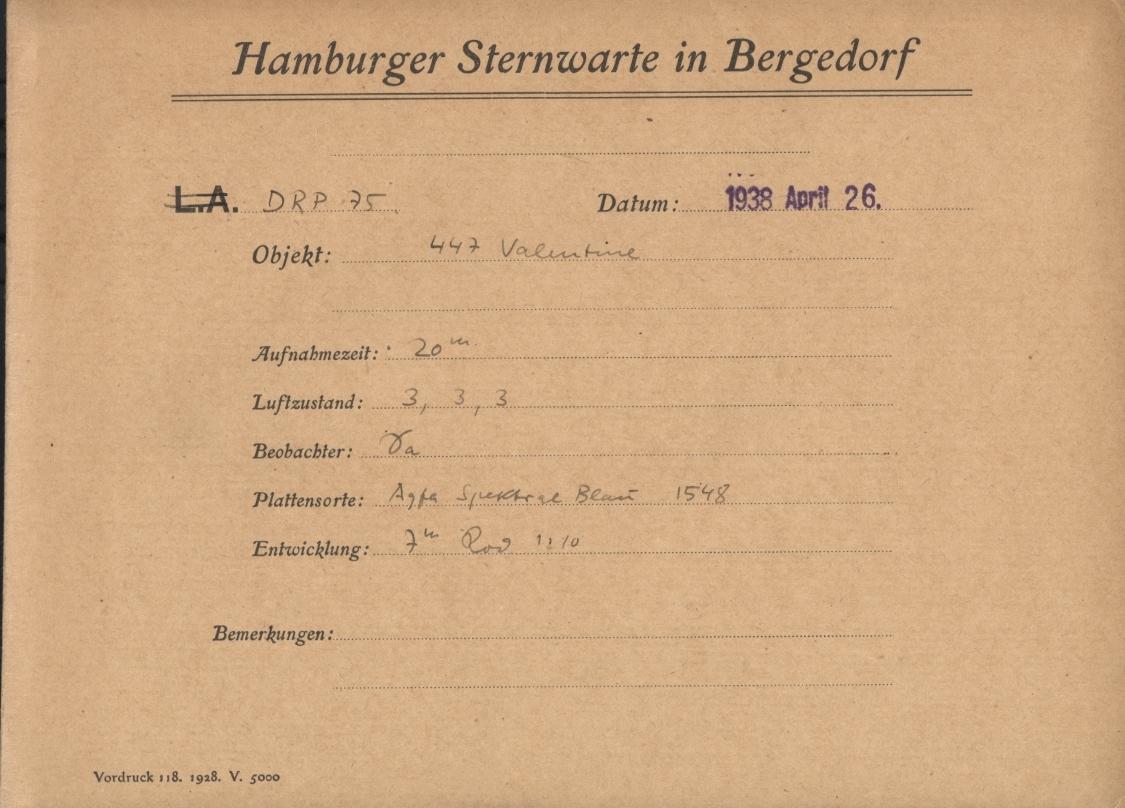 Hamburger Sternwarte in Bergedorf
L.A. DRP 75 Datum: 1938 April 26.
Objekt: 447 Valentine
Aufnahmezeit: 20m
Luftzustand: 3, 3, 3
Beobachter:
Plattensorte: Agfa Spektral Blau 1548
Entwicklung: 7m Rod 1:10
Bemerkungen:
Vordruck 118. 1928. V. 5000